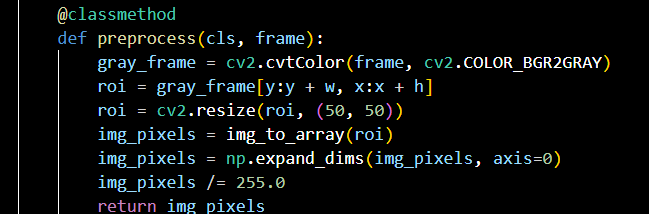 @classmethod
def preprocess(cls, frame):
gray_frame = cv2.cvtColor(frame, cv2.COLOR_BGR2GRAY)
roi = gray_frame[y:y + w, x:x + h]
roi = cv2.resize(roi, (50, 50))
img_pixels = img_to_array(roi)
img_pixels = np.expand_dims(img_pixels, axis=0)
img_pixels /= 255.0
return img_pixels